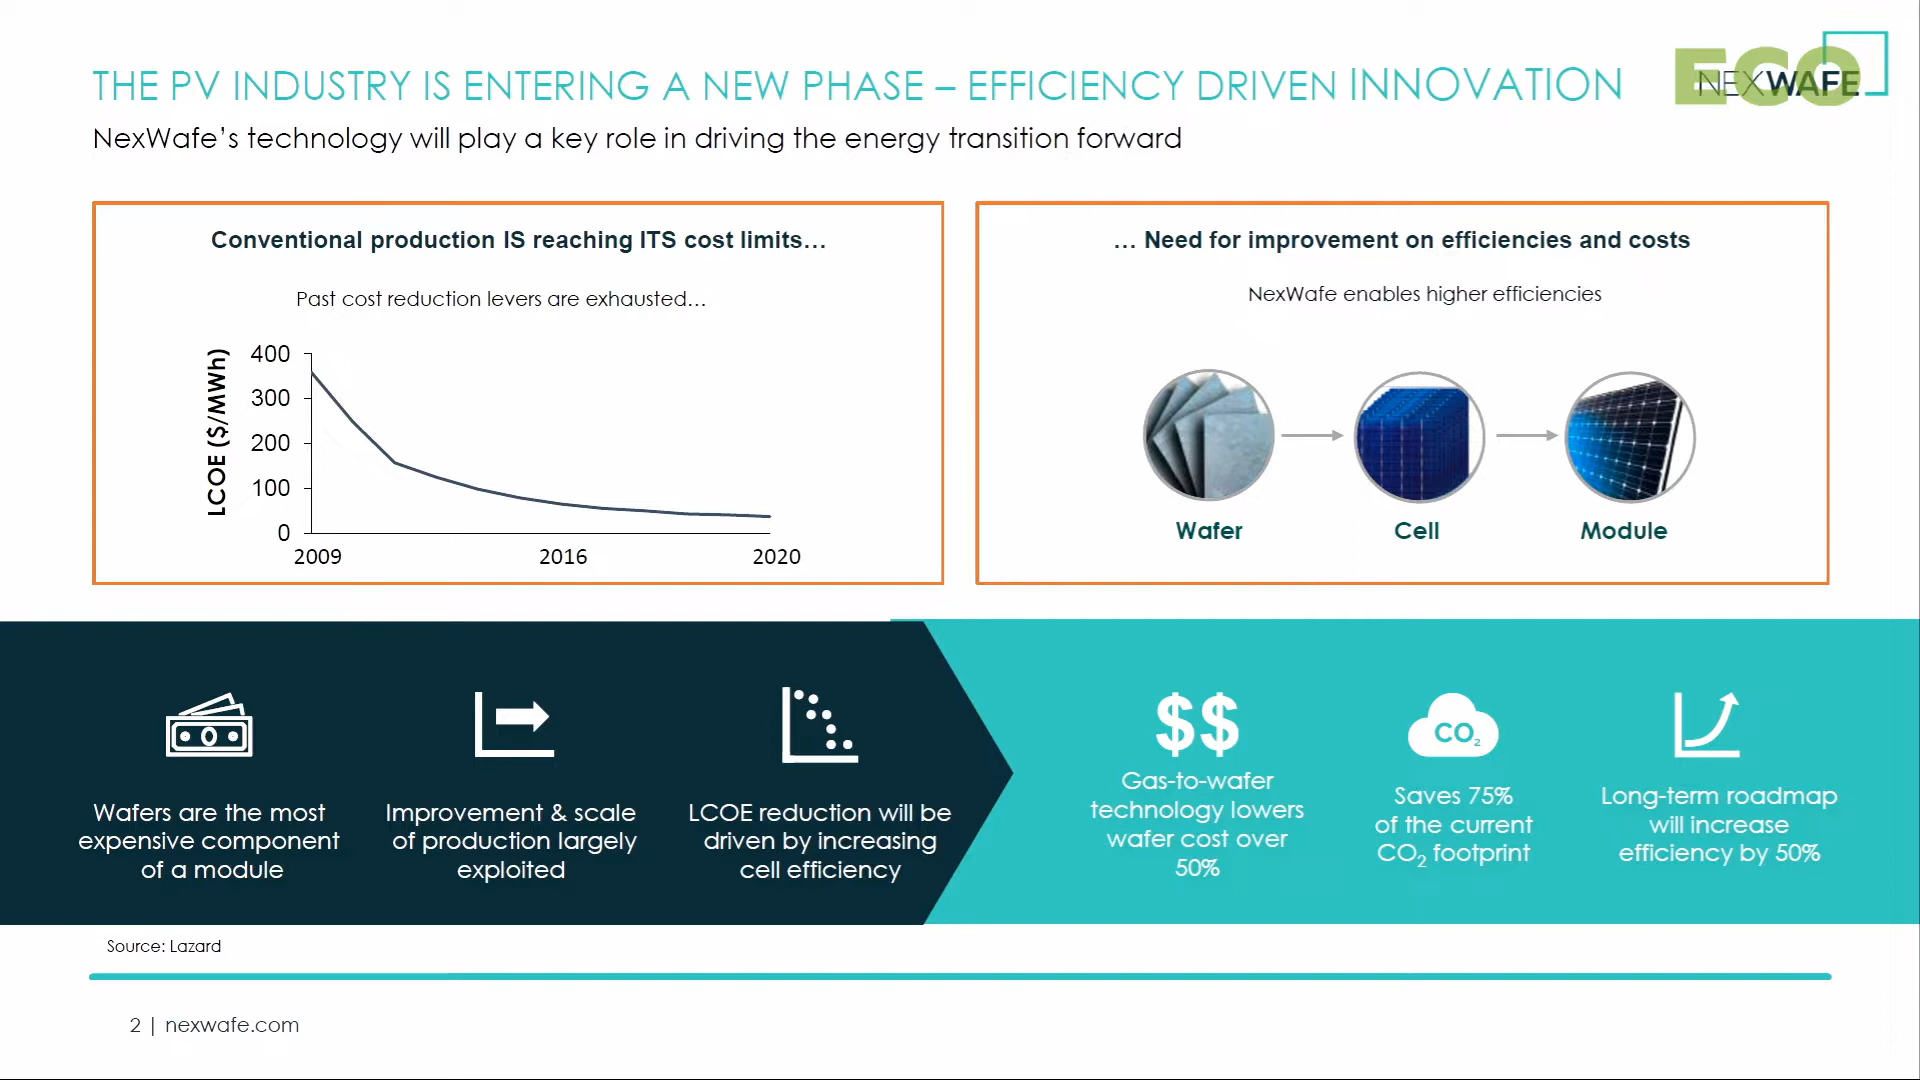 THE PV INDUSTRY IS ENTERING A NEW PHASE – EFFICIENCY DRIVEN INNOVATION
ECO
NEXWAFE
NexWafe's technology will play a key role in driving the energy transition forward
Conventional production IS reaching ITS cost limits…
Past cost reduction levers are exhausted…
LCOE ($/MWh)
400
300
200
100
0
2009
2016
2020
… Need for improvement on efficiencies and costs
NexWafe enables higher efficiencies
Wafer
Cell
Module
Wafers are the most
expensive component
of a module
Improvement & scale
of production largely
exploited
LCOE reduction will be
driven by increasing
cell efficiency
$$
Gas-to-wafer
technology lowers
wafer cost over
50%
CO₂
Saves 75%
of the current
CO₂ footprint
Long-term roadmap
will increase
efficiency by 50%
Source: Lazard
2 | nexwafe.com